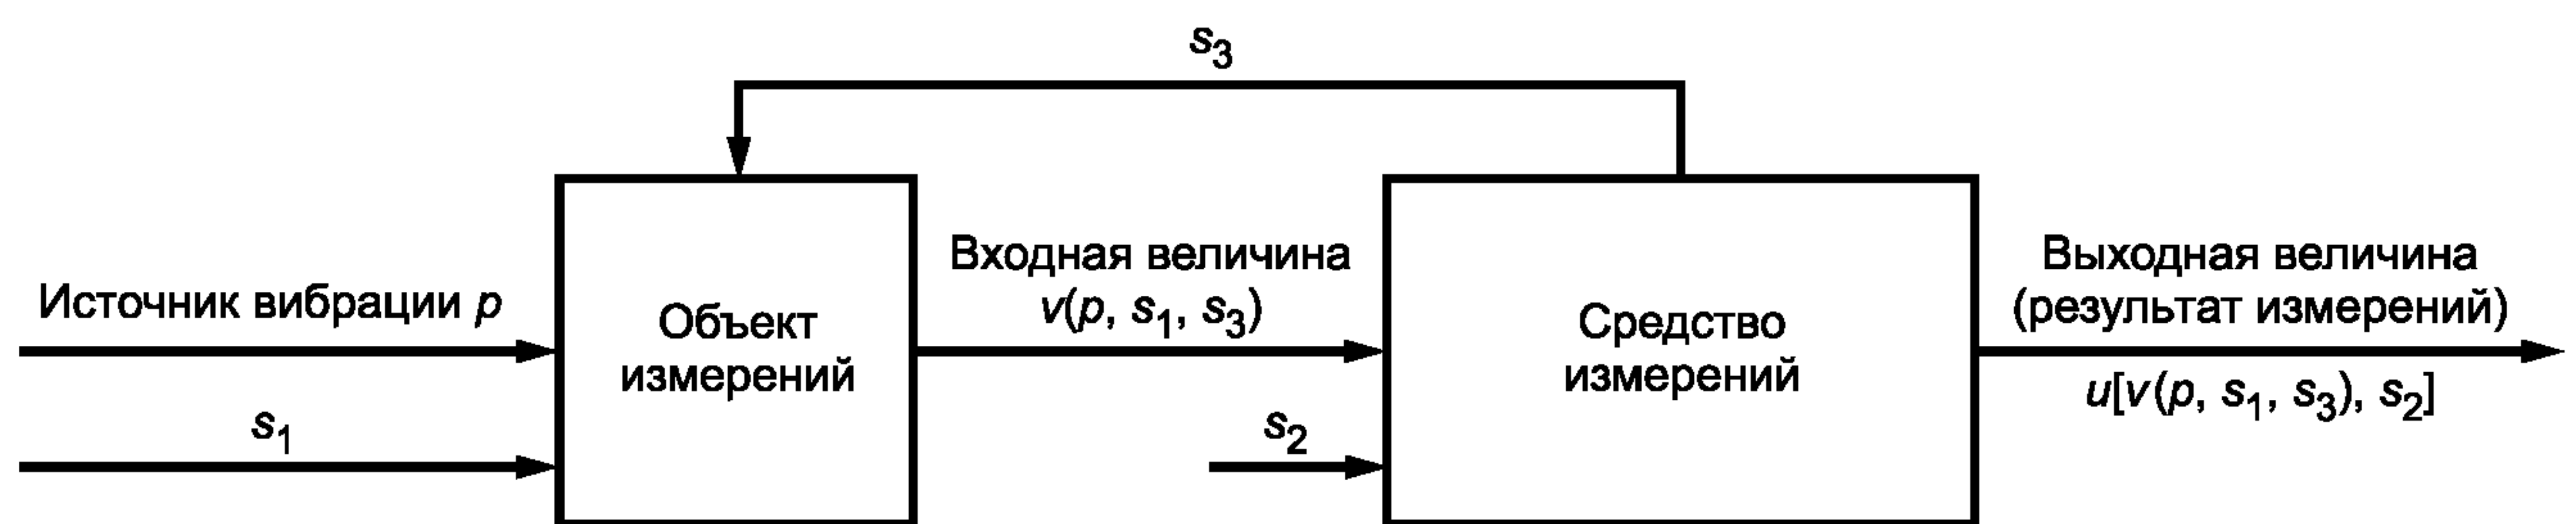 s3
Источник вибрации p
s1
Объект
измерений
Входная величина
v(p, s1, s3)
s2
Средство
измерений
Выходная величина
(результат измерений)
u[v(p, s1, s3), s2]